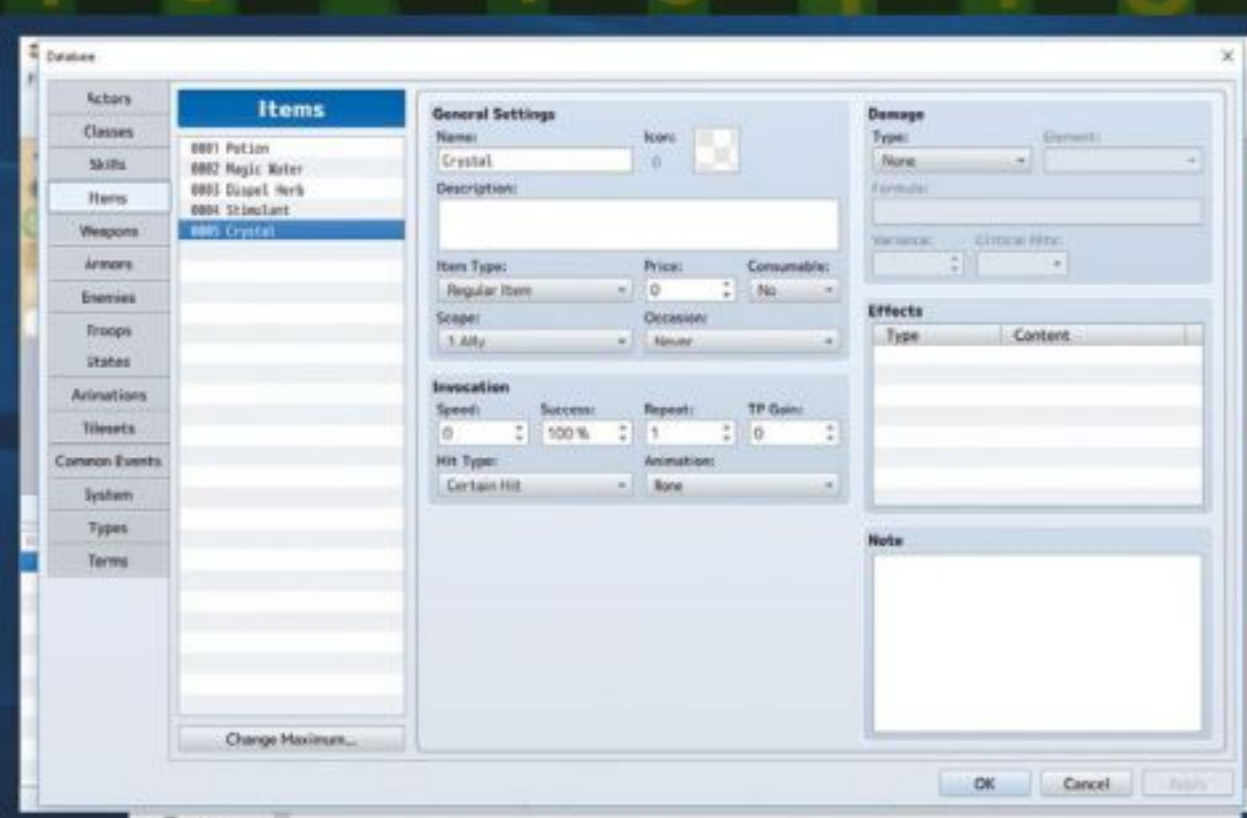 Database
Actors
Classes
Skills
Items
Weapons
Armors
Enemies
Troops
States
Animations
Tilesets
Common Events
System
Types
Terms
Items
0001 Potion
0002 Magic Water
0003 Dispel Herb
0004 Stimulant
0005 Crystal
Change Maximum...
General Settings
Name: Icon:
Crystal 0
Description:
Item Type: Price: Consumable:
Regular Item 0 No
Scope: Occasion:
1 Ally Never
Invocation
Speed: Success: Repeat: TP Gain:
0 100 % 1 0
Hit Type: Animation:
Certain Hit None
Damage
Type: Element:
None
Formula:
Variance: Critical Hits:
Effects
Type Content
Note
OK Cancel Apply